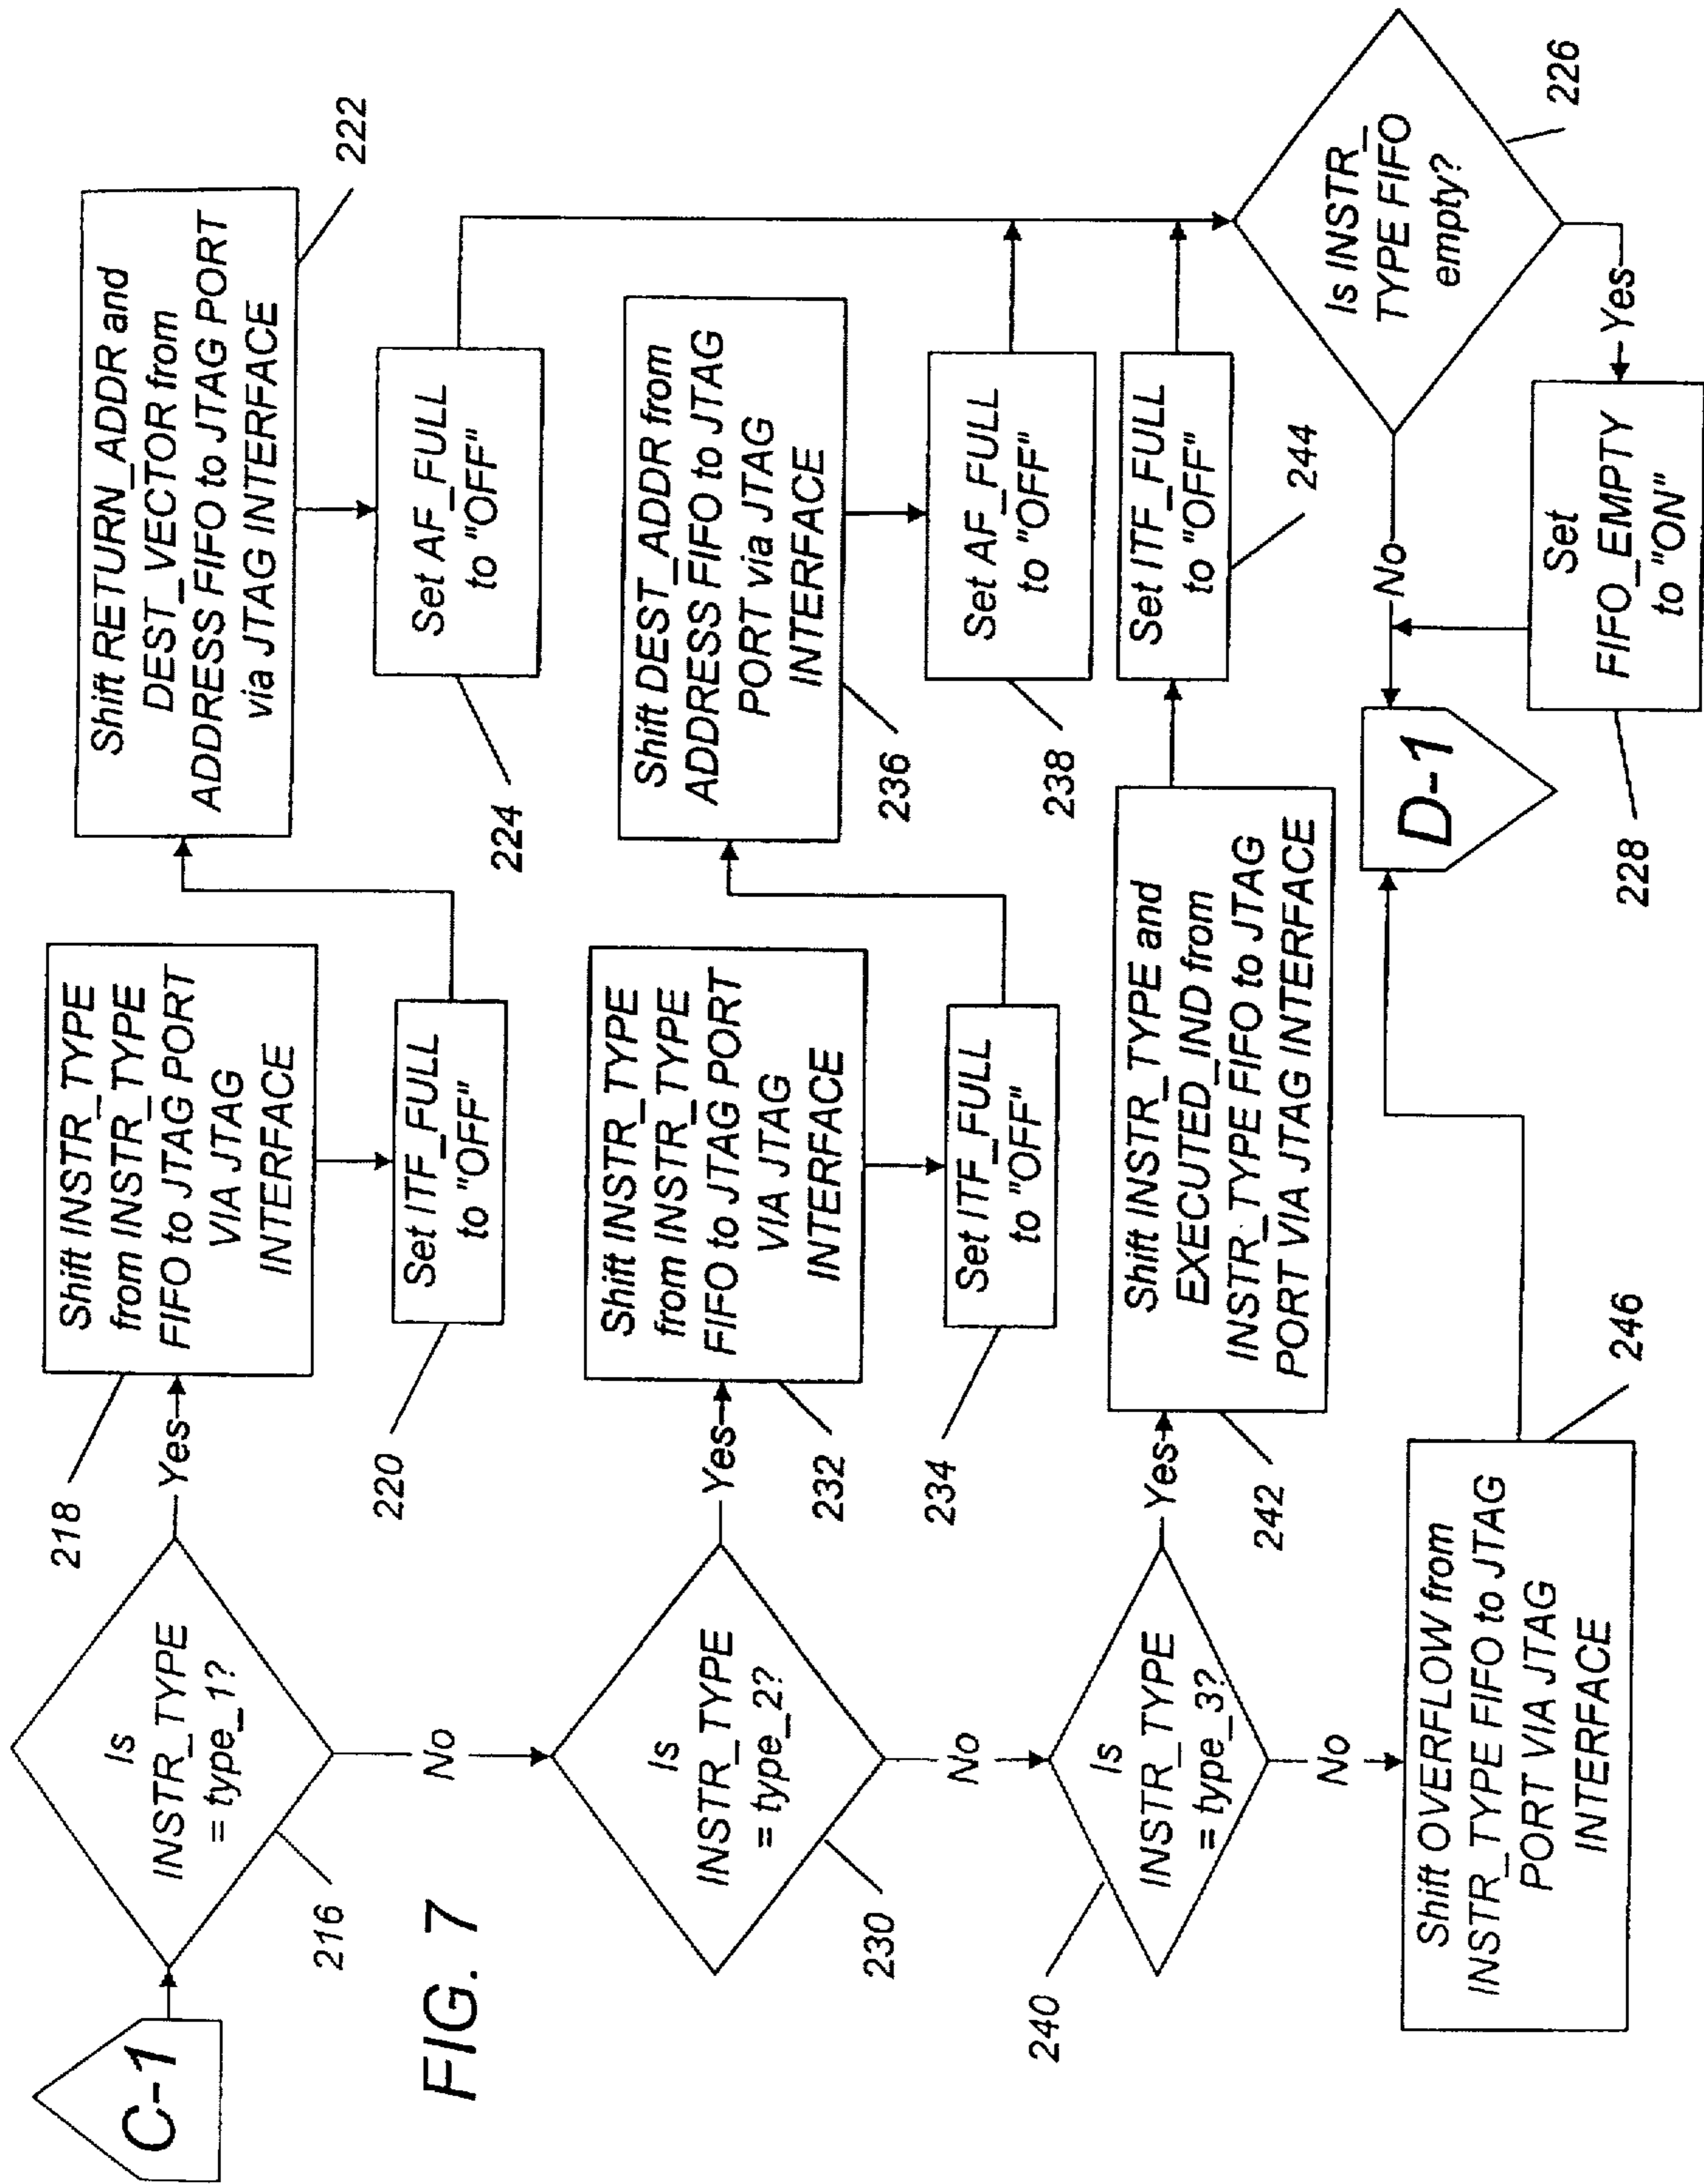 C-1
Is
INSTR_TYPE
= type_1?
216
Yes
No
218
Shift INSTR_TYPE
from INSTR_TYPE
FIFO to JTAG PORT
VIA JTAG
INTERFACE
Set ITF_FULL
to "OFF"
220
Shift RETURN_ADDR and
DEST_VECTOR from
ADDRESS FIFO to JTAG PORT
via JTAG INTERFACE
222
Set AF_FULL
to "OFF"
224
FIG. 7
Is
INSTR_TYPE
= type_2?
230
Yes
No
Shift INSTR_TYPE
from INSTR_TYPE
FIFO to JTAG PORT
VIA JTAG
INTERFACE
232
Set ITF_FULL
to "OFF"
234
Shift DEST_ADDR from
ADDRESS FIFO to JTAG
PORT via JTAG
INTERFACE
236
Set AF_FULL
to "OFF"
238
240
Is
INSTR_TYPE
= type_3?
Yes
No
Shift INSTR_TYPE and
EXECUTED_IND from
INSTR_TYPE FIFO to JTAG
PORT VIA JTAG INTERFACE
242
Set ITF_FULL
to "OFF"
244
Is INSTR_
TYPE FIFO
empty?
226
No
Yes
Shift OVERFLOW from
INSTR_TYPE FIFO to JTAG
PORT VIA JTAG
INTERFACE
246
D-1
Set
FIFO_EMPTY
to "ON"
228